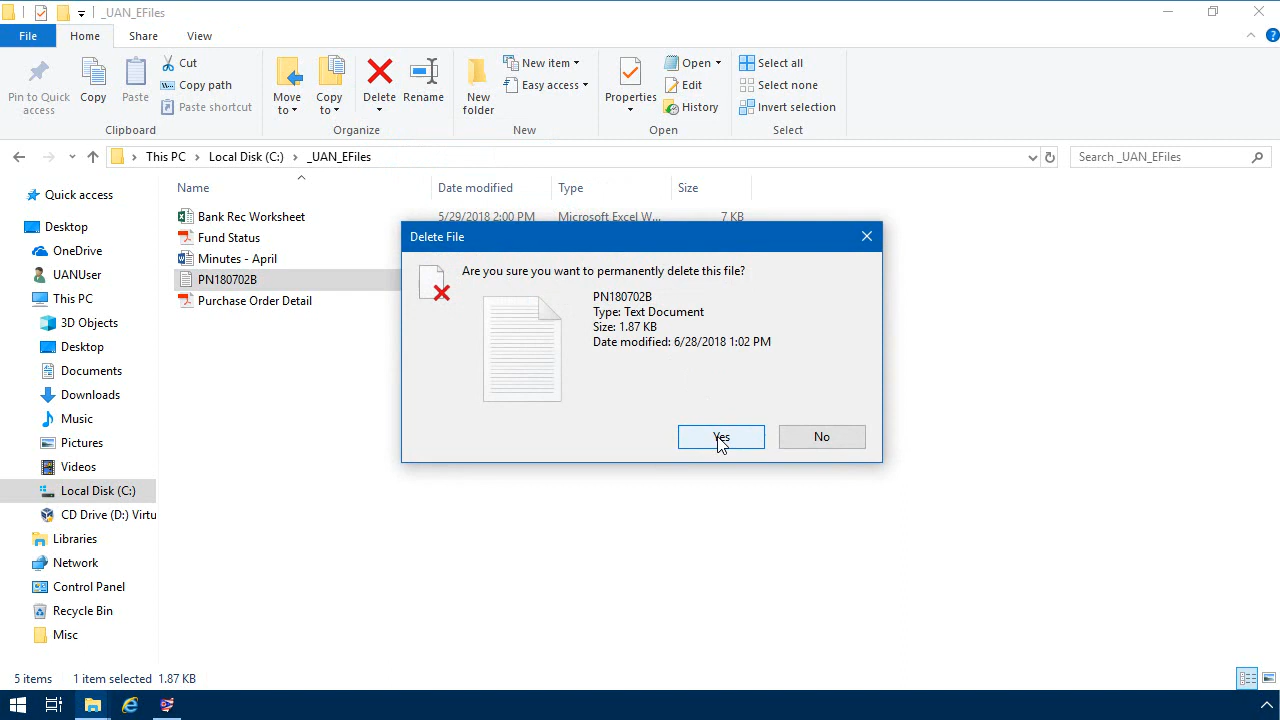 _UAN_EFiles
File
Home
Share
View
Pin to Quick access
Copy
Paste
Cut
Copy path
Paste shortcut
Clipboard
Move to
Copy to
Delete
Rename
Organize
New folder
New item
Easy access
New
Properties
Open
Edit
History
Open
Select all
Select none
Invert selection
Select
This PC
Local Disk (C:)
_UAN_EFiles
Search _UAN_EFiles
Quick access
Desktop
OneDrive
UANUser
This PC
3D Objects
Desktop
Documents
Downloads
Music
Pictures
Videos
Local Disk (C:)
CD Drive (D:) Virtu
Libraries
Network
Control Panel
Recycle Bin
Misc
Name
Date modified
Type
Size
Bank Rec Worksheet
5/29/2018 2:00 PM
Microsoft Excel W...
7 KB
Fund Status
Minutes - April
PN180702B
Purchase Order Detail
Delete File
Are you sure you want to permanently delete this file?
PN180702B
Type: Text Document
Size: 1.87 KB
Date modified: 6/28/2018 1:02 PM
Yes
No
5 items
1 item selected 1.87 KB